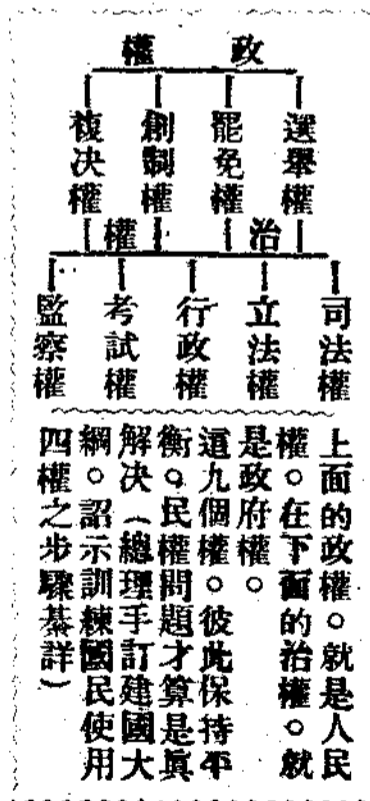 政權
選舉權
罷免權
創制權
複决權
治權
司法權
立法權
行政權
考試權
監察權
上面的政權。就是人民
權。在下面的治權。就
是政府權。
這九個權。彼此保持平
衡。民權問題才算是眞
解决（總理手訂建國大
綱。詔示訓練國民使用
四權之步驟綦詳）